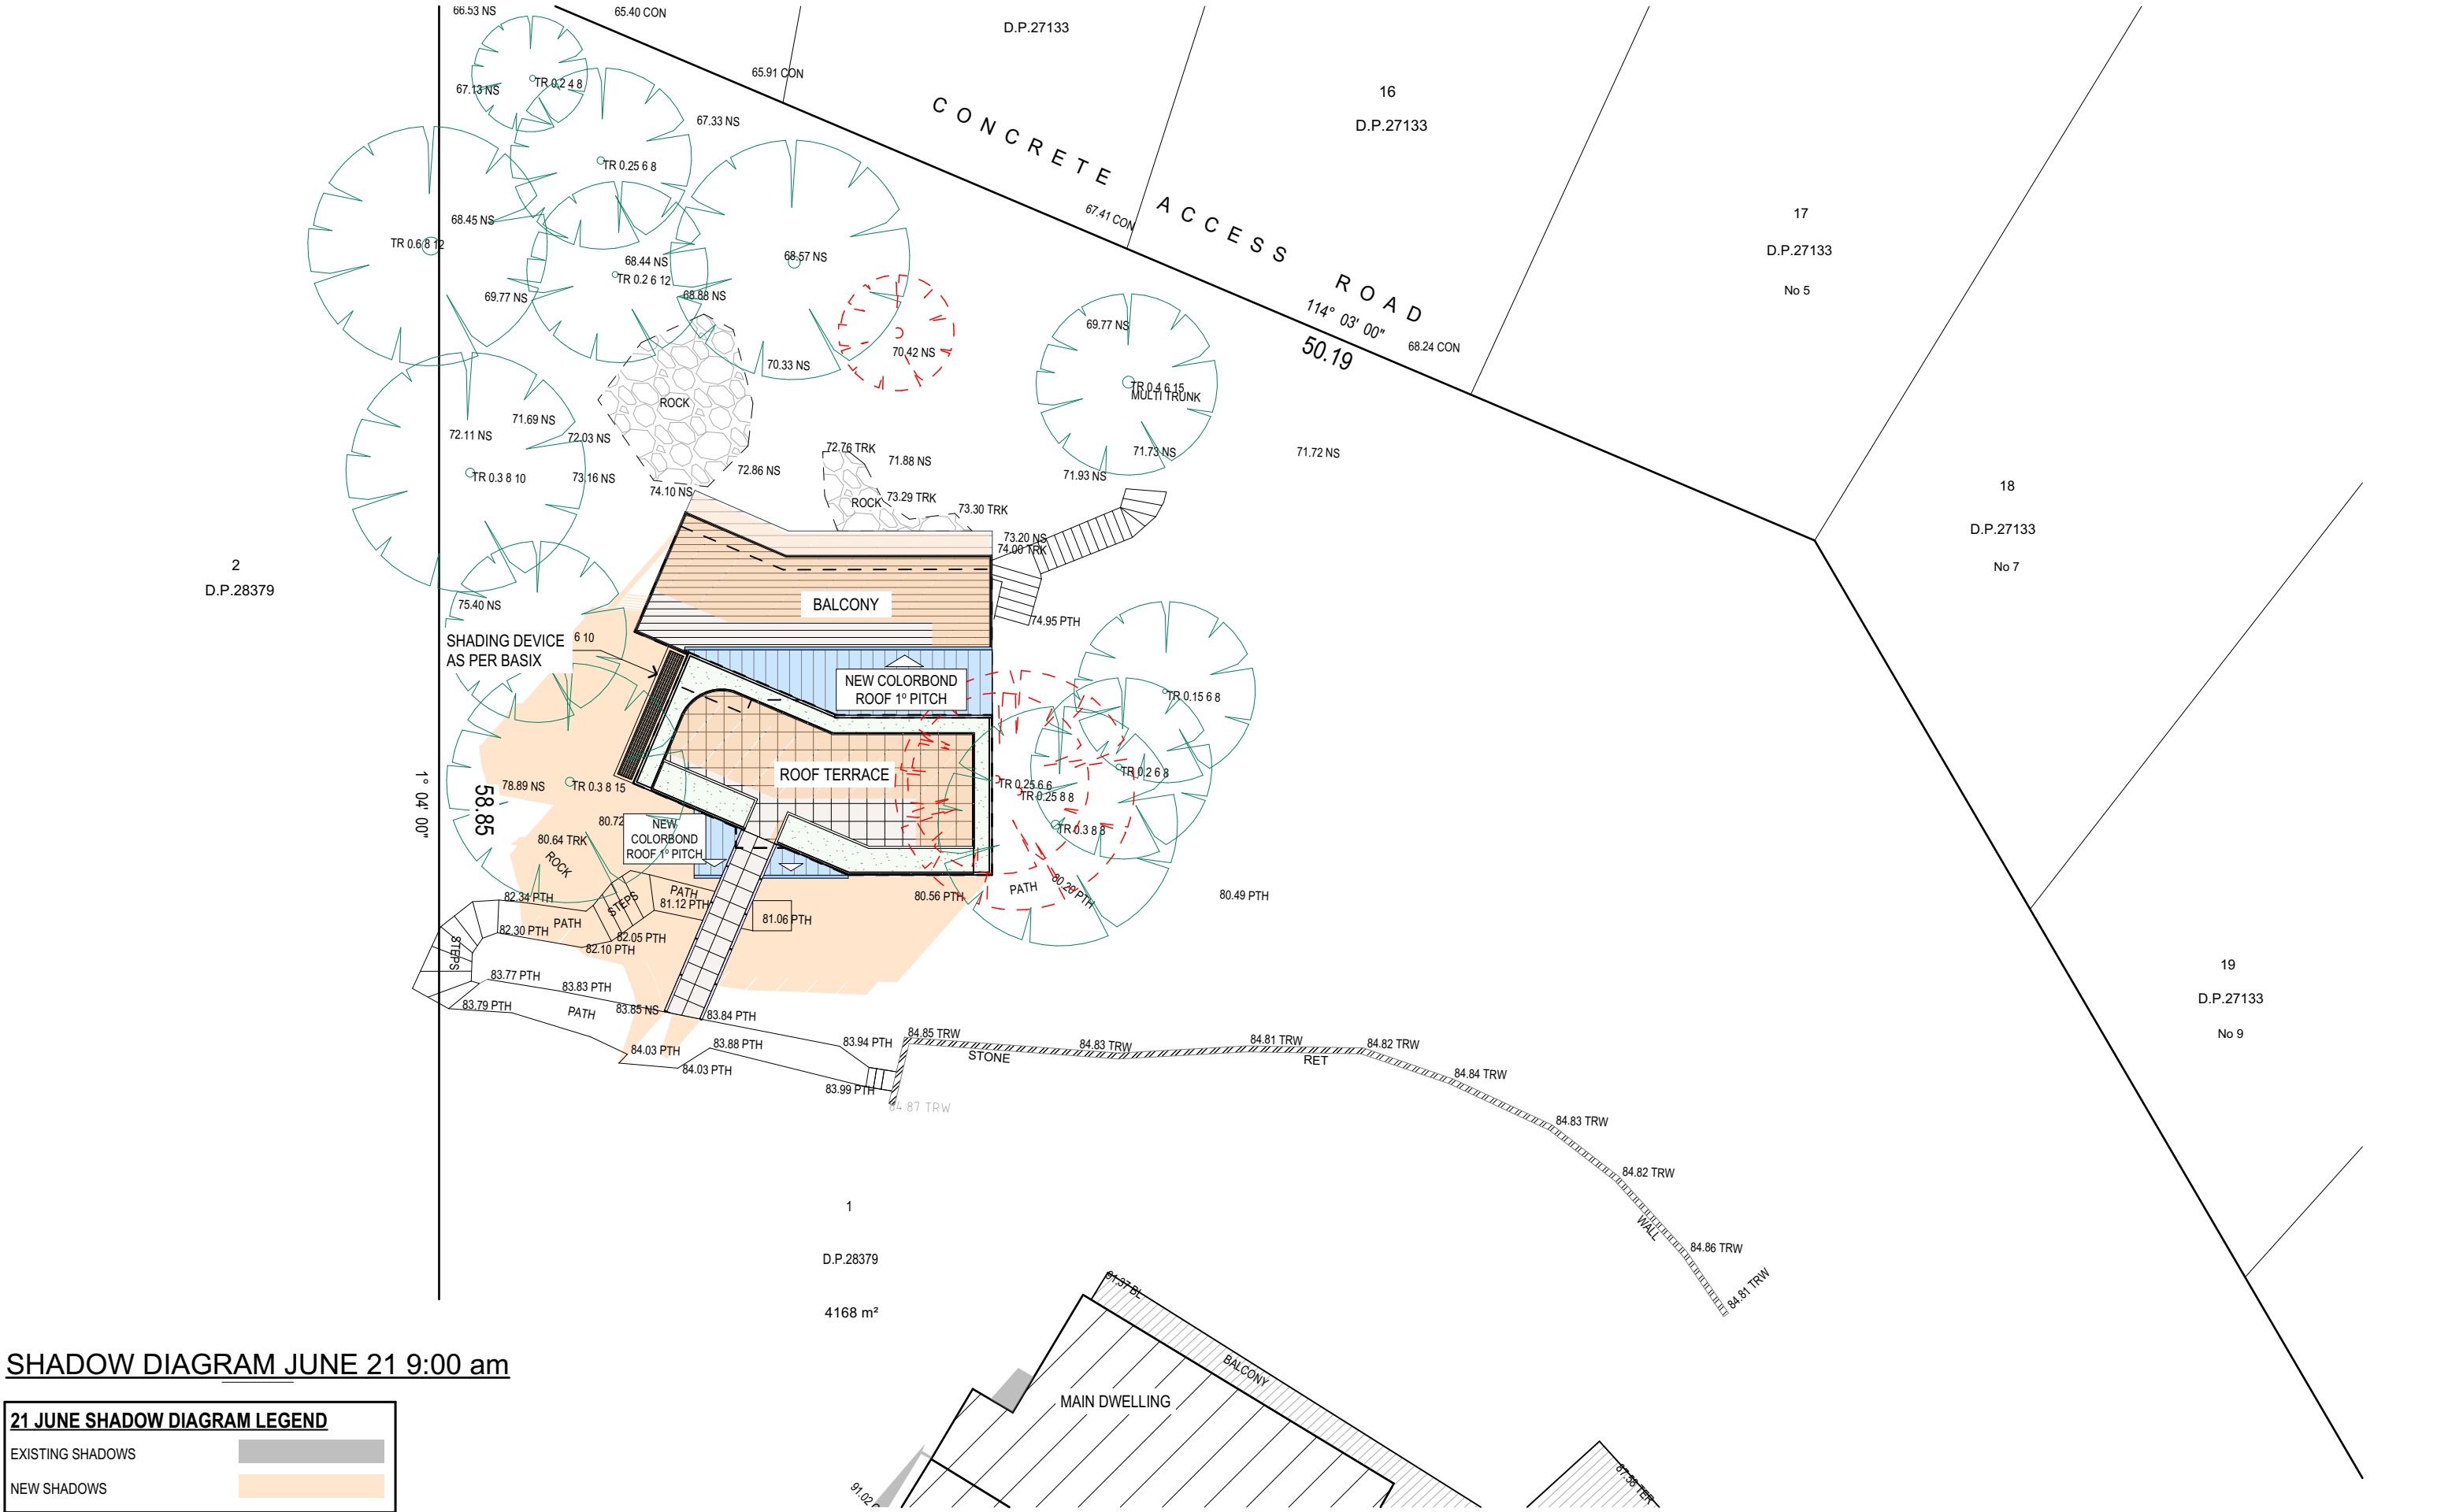 66.53 NS
65.40 CON
D.P.27133
65.91 CON
TR 0.2 4 8
67.13 NS
16
D.P.27133
67.33 NS
CONCRETE ACCESS ROAD
TR 0.25 6 8
68.45 NS
TR 0.6 8 12
67.41 CON
17
D.P.27133
No 5
68.57 NS
68.44 NS
TR 0.2 6 12
69.77 NS
68.88 NS
114° 03' 00"
50.19
68.24 CON
69.77 NS
70.42 NS
70.33 NS
TR 0.4 6 15
MULTI TRUNK
ROCK
71.69 NS
72.11 NS
72.03 NS
72.76 TRK
71.88 NS
71.73 NS
71.72 NS
71.93 NS
72.86 NS
TR 0.3 8 10
73.16 NS
74.10 NS
ROCK
73.29 TRK
73.30 TRK
73.20 NS
74.00 TRK
18
D.P.27133
No 7
2
D.P.28379
75.40 NS
BALCONY
74.95 PTH
SHADING DEVICE
AS PER BASIX
6 10
NEW COLORBOND
ROOF 1º PITCH
TR 0.15 6 8
ROOF TERRACE
TR 0.2 6 8
1° 04' 00"
58.85
78.89 NS
TR 0.3 8 15
TR 0.25 6 6
TR 0.25 8 8
80.72
NEW
COLORBOND
ROOF 1º PITCH
80.64 TRK
TR 0.3 8 8
ROCK
82.34 PTH
STEPS
PATH
81.12 PTH
80.56 PTH
PATH
80.20 PTH
80.49 PTH
PATH
81.06 PTH
82.30 PTH
82.05 PTH
82.10 PTH
STEPS
83.77 PTH
83.83 PTH
83.79 PTH
PATH
83.85 NS
83.84 PTH
84.03 PTH
83.88 PTH
83.94 PTH
84.03 PTH
83.99 PTH
84.85 TRW
STONE
84.83 TRW
84.81 TRW
RET
84.82 TRW
84.84 TRW
84.87 TRW
84.83 TRW
84.82 TRW
WALL
84.86 TRW
84.81 TRW
19
D.P.27133
No 9
1
D.P.28379
4168 m²
91.37 BL
BALCONY
MAIN DWELLING
87.58 TER
91.02
SHADOW DIAGRAM JUNE 21 9:00 am
21 JUNE SHADOW DIAGRAM LEGEND
EXISTING SHADOWS
NEW SHADOWS